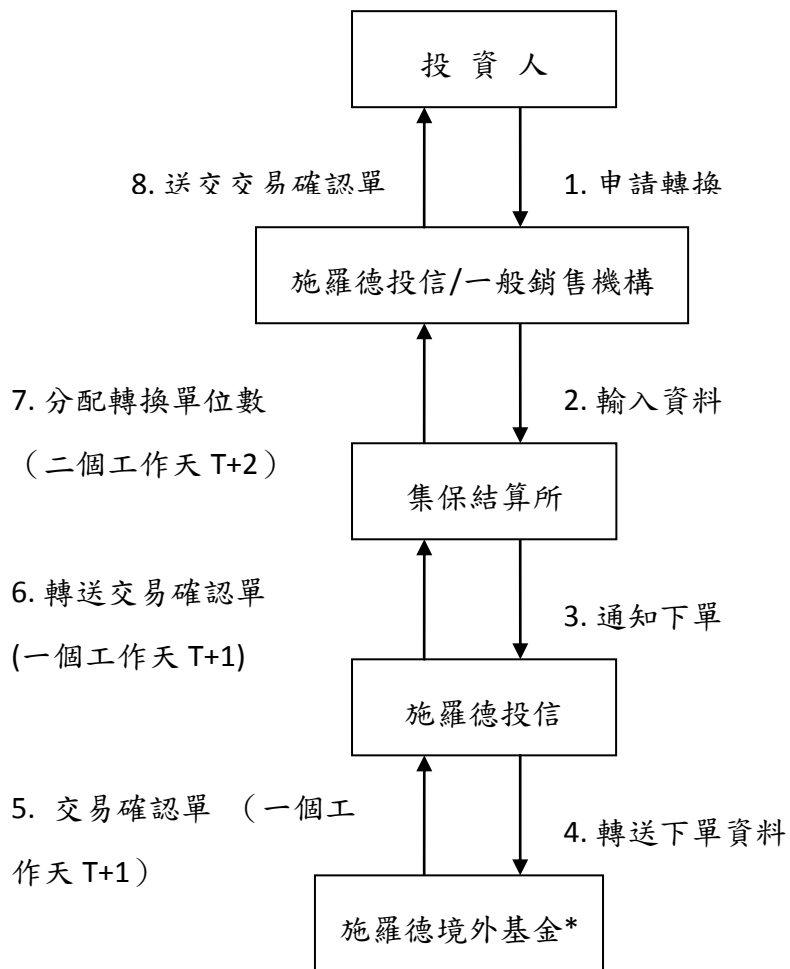 投 資 人
8. 送交交易確認單
1. 申請轉換
施羅德投信/一般銷售機構
7. 分配轉換單位數
（二個工作天 T+2）
2. 輸入資料
集保結算所
6. 轉送交易確認單
(一個工作天 T+1)
3. 通知下單
施羅德投信
5. 交易確認單 （一個工
作天 T+1）
4. 轉送下單資料
施羅德境外基金*